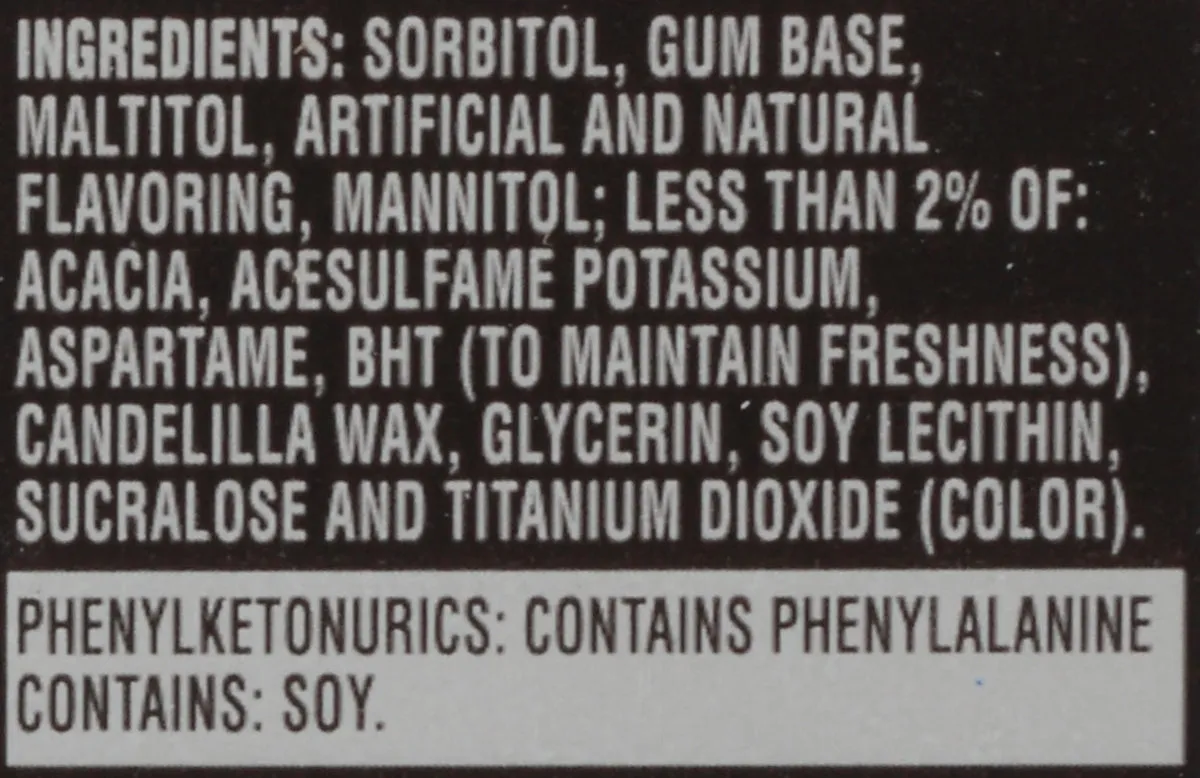 INGREDIENTS: SORBITOL, GUM BASE,
MALTITOL, ARTIFICIAL AND NATURAL
FLAVORING, MANNITOL; LESS THAN 2% OF:
ACACIA, ACESULFAME POTASSIUM,
ASPARTAME, BHT (TO MAINTAIN FRESHNESS),
CANDELILLA WAX, GLYCERIN, SOY LECITHIN,
SUCRALOSE AND TITANIUM DIOXIDE (COLOR).
PHENYLKETONURICS: CONTAINS PHENYLALANINE
CONTAINS: SOY.